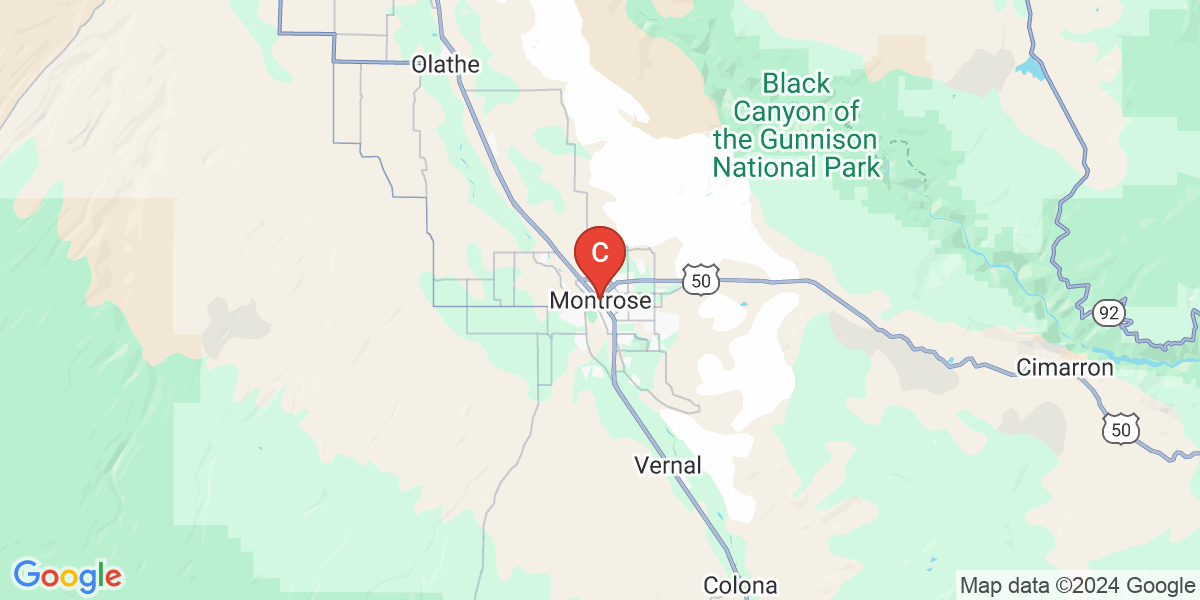 Olathe
Black
Canyon of
the Gunnison
National Park
C
50
Montrose
92
Cimarron
50
Vernal
Colona
Google
Map data ©2024 Google